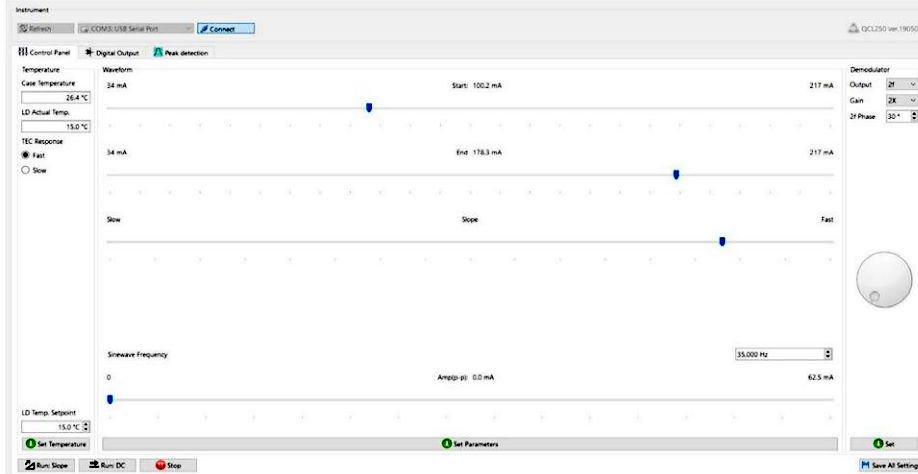 Instrument
Refresh COM3: USB Serial Port Connect QCL250 ver.19050
Control Panel Digital Output Peak detection
Temperature Waveform Demodulator
Case Temperature 34 mA Start: 100.2 mA 217 mA Output 2f
26.4 °C Gain 2X
LD Actual Temp. 2f Phase 30 °
15.0 °C
TEC Response
Fast 34 mA End 178.3 mA 217 mA
Slow
Slow Slope Fast
Sinewave Frequency 35,000 Hz
0 Amp(p-p): 0.0 mA 62.5 mA
LD Temp. Setpoint
15.0 °C
Set Temperature Set Parameters Set
Run: Slope Run: DC Stop Save All Setting